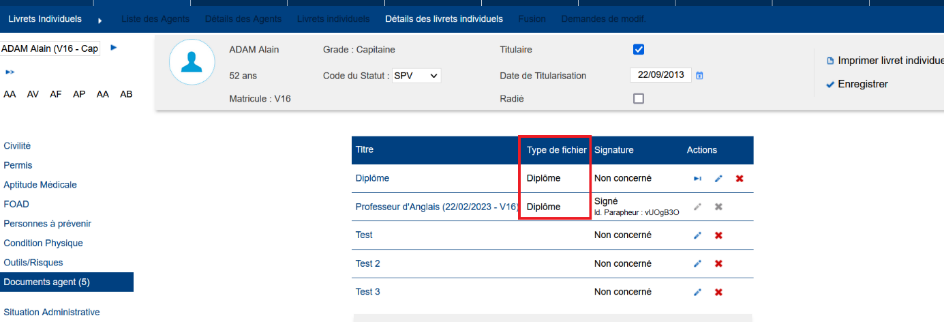 Livrets Individuels Liste des Agents Détails des Agents Livrets individuels Détails des livrets individuels Fusion Demandes de modif.
ADAM Alain (V16 - Cap
AA AV AF AP AA AB
Civilité
Permis
Aptitude Médicale
FOAD
Personnes à prévenir
Condition Physique
Outils/Risques
Documents agent (5)
Situation Administrative
ADAM Alain Grade : Capitaine Titulaire
52 ans Code du Statut : SPV Date de Titularisation 22/09/2013
Matricule : V16 Radié
Imprimer livret individue
Enregistrer
Titre Type de fichier Signature Actions
Diplôme Diplôme Non concerné
Professeur d'Anglais (22/02/2023 - V16) Diplôme Signé
Id. Parapheur : vUOgB3O
Test Non concerné
Test 2 Non concerné
Test 3 Non concerné